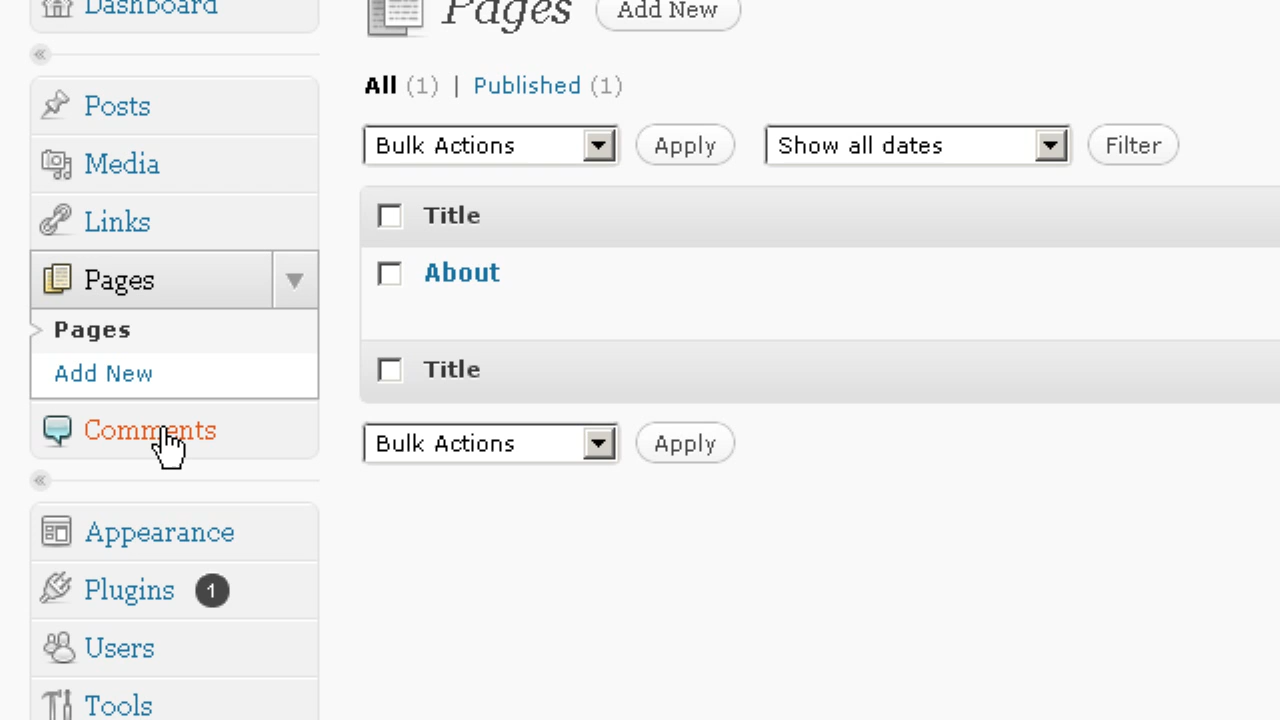 Dashboard
Pages Add New
All (1) | Published (1)
Posts
Bulk Actions Apply Show all dates Filter
Media
Links
Title
Pages
About
Pages
Add New
Title
Comments
Bulk Actions Apply
Appearance
Plugins 1
Users
Tools